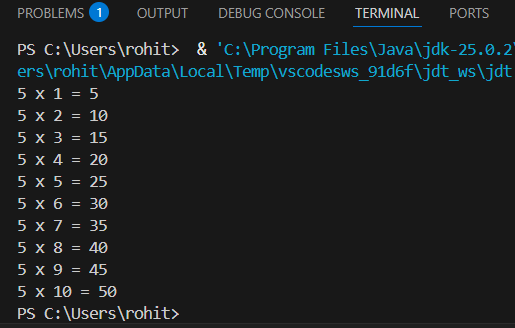 PROBLEMS 1 OUTPUT DEBUG CONSOLE TERMINAL PORTS
PS C:\Users\rohit>  & 'C:\Program Files\Java\jdk-25.0.2\
ers\rohit\AppData\Local\Temp\vscodesws_91d6f\jdt_ws\jdt
5 x 1 = 5
5 x 2 = 10
5 x 3 = 15
5 x 4 = 20
5 x 5 = 25
5 x 6 = 30
5 x 7 = 35
5 x 8 = 40
5 x 9 = 45
5 x 10 = 50
PS C:\Users\rohit>